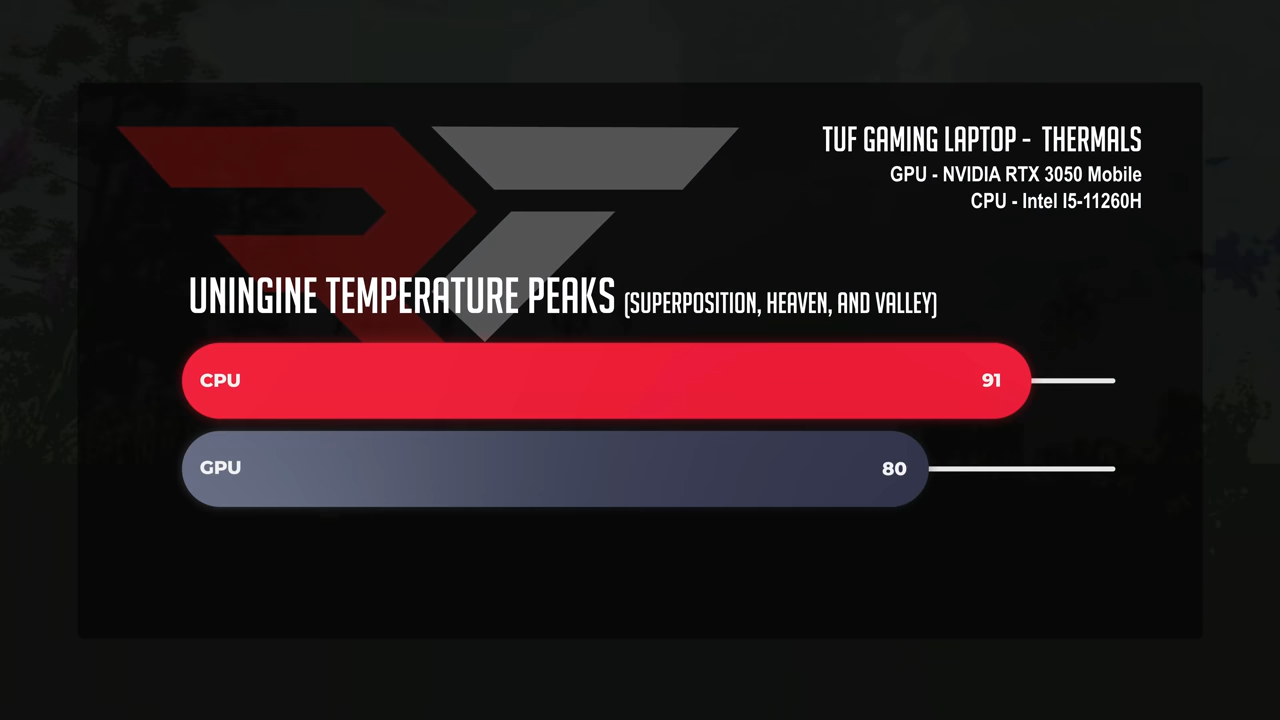 TUF GAMING LAPTOP - THERMALS
GPU - NVIDIA RTX 3050 Mobile
CPU - Intel I5-11260H
UNINGINE TEMPERATURE PEAKS (SUPERPOSITION, HEAVEN, AND VALLEY)
CPU 91
GPU 80